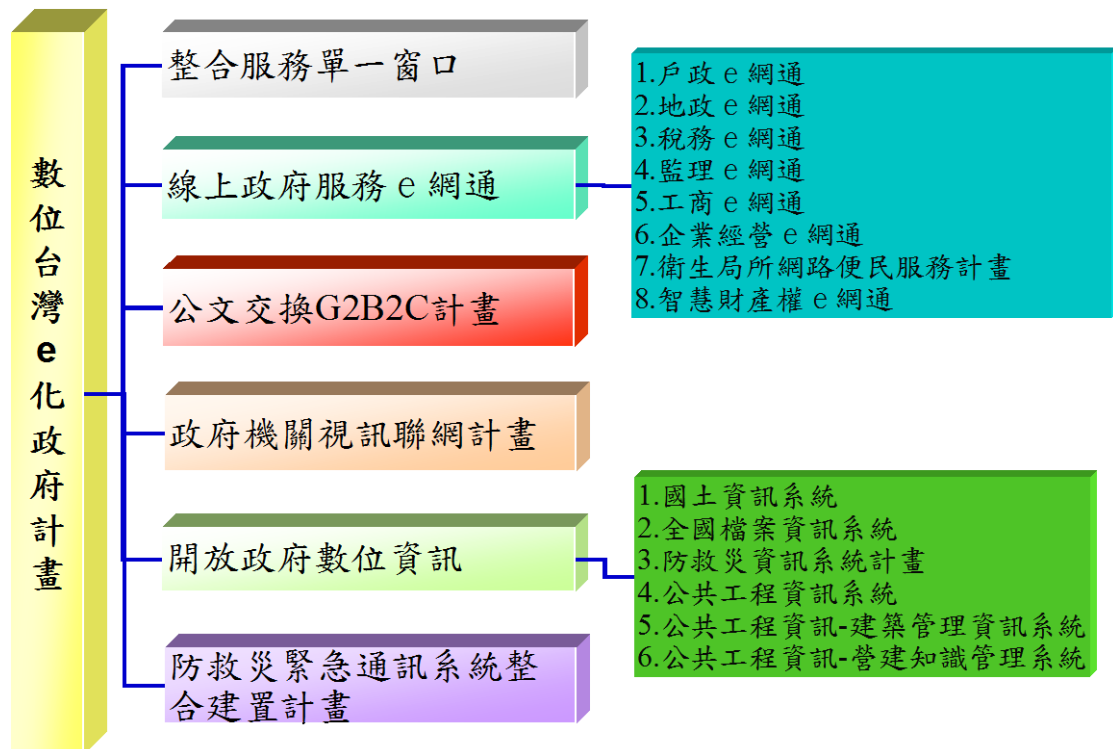 數位台灣e化政府計畫
整合服務單一窗口
線上政府服務e網通
1.戶政e網通
2.地政e網通
3.稅務e網通
4.監理e網通
5.工商e網通
6.企業經營e網通
7.衛生局所網路便民服務計畫
8.智慧財產權e網通
公文交換G2B2C計畫
政府機關視訊聯網計畫
開放政府數位資訊
1.國土資訊系統
2.全國檔案資訊系統
3.防救災資訊系統計畫
4.公共工程資訊系統
5.公共工程資訊-建築管理資訊系統
6.公共工程資訊-營建知識管理系統
防救災緊急通訊系統整
合建置計畫